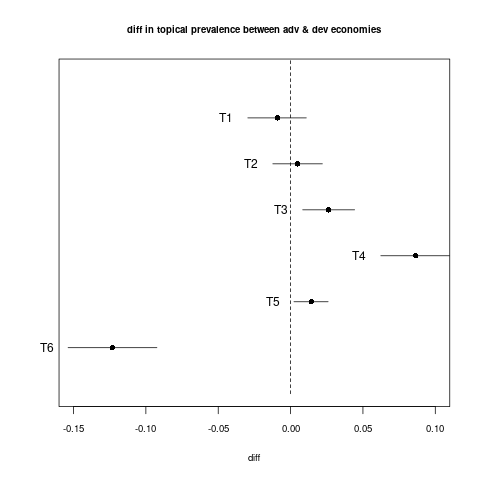 diff in topical prevalence between adv & dev economies
T1
T2
T3
T4
T5
T6
-0.15 -0.10 -0.05 0.00 0.05 0.10
diff